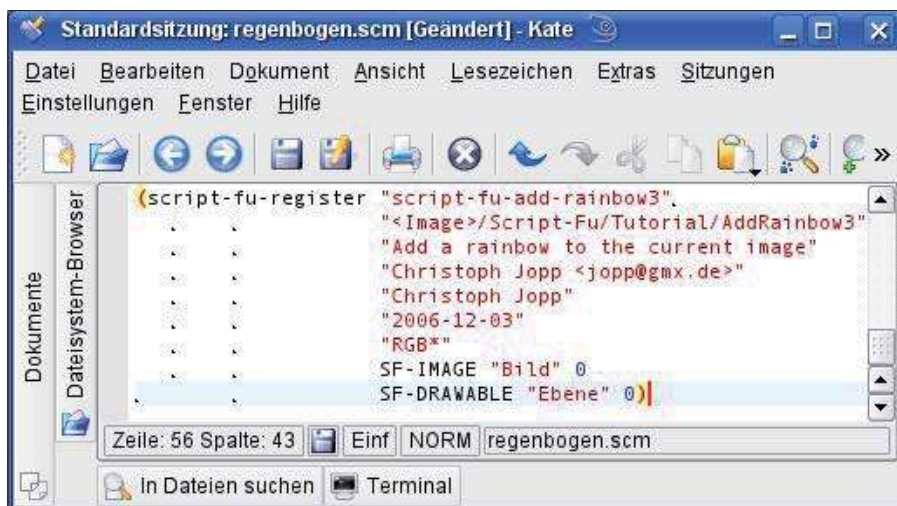 Standardsitzung: regenbogen.scm [Geändert] - Kate
Datei Bearbeiten Dokument Ansicht Lesezeichen Extras Sitzungen
Einstellungen Fenster Hilfe
»
Dokumente
Dateisystem-Browser
(script-fu-register "script-fu-add-rainbow3"
"<Image>/Script-Fu/Tutorial/AddRainbow3"
"Add a rainbow to the current image"
"Christoph Jopp <jopp@gmx.de>"
"Christoph Jopp"
"2006-12-03"
"RGB*"
SF-IMAGE "Bild" 0
SF-DRAWABLE "Ebene" 0)
Zeile: 56 Spalte: 43 Einf NORM regenbogen.scm
In Dateien suchen Terminal